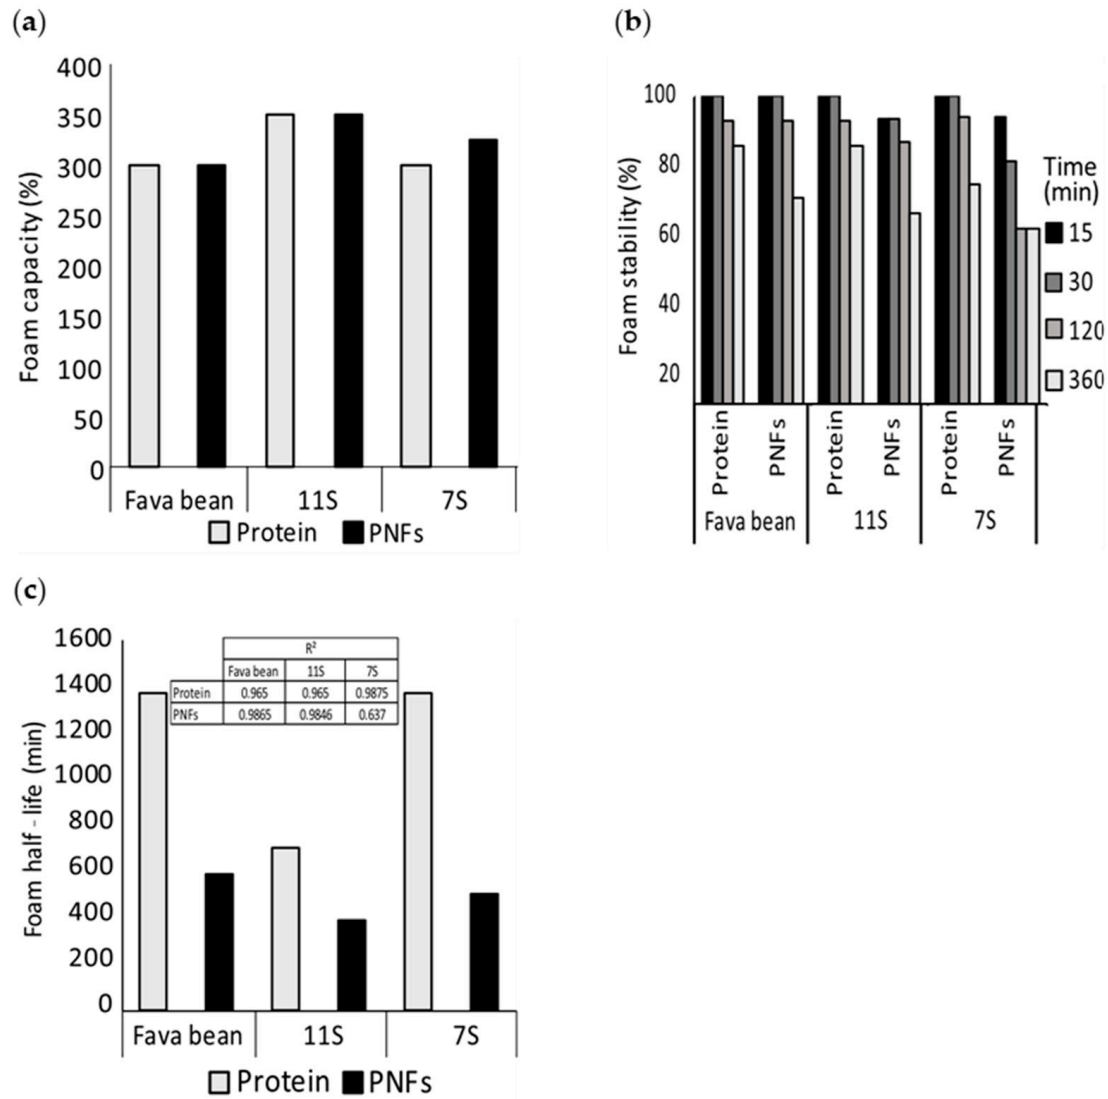 (a)
400
350
300
250
200
150
100
50
0
Foam capacity (%)
Fava bean 11S 7S
Protein PNFs
(b)
100
80
60
40
20
Foam stability (%)
Time
(min)
15
30
120
360
Protein PNFs Protein PNFs Protein PNFs
Fava bean 11S 7S
(c)
1600
1400
1200
1000
800
600
400
200
0
Foam half - life (min)
R²
Fava bean 11S 7S
Protein 0.965 0.965 0.9875
PNFs 0.9865 0.9846 0.637
Fava bean 11S 7S
Protein PNFs